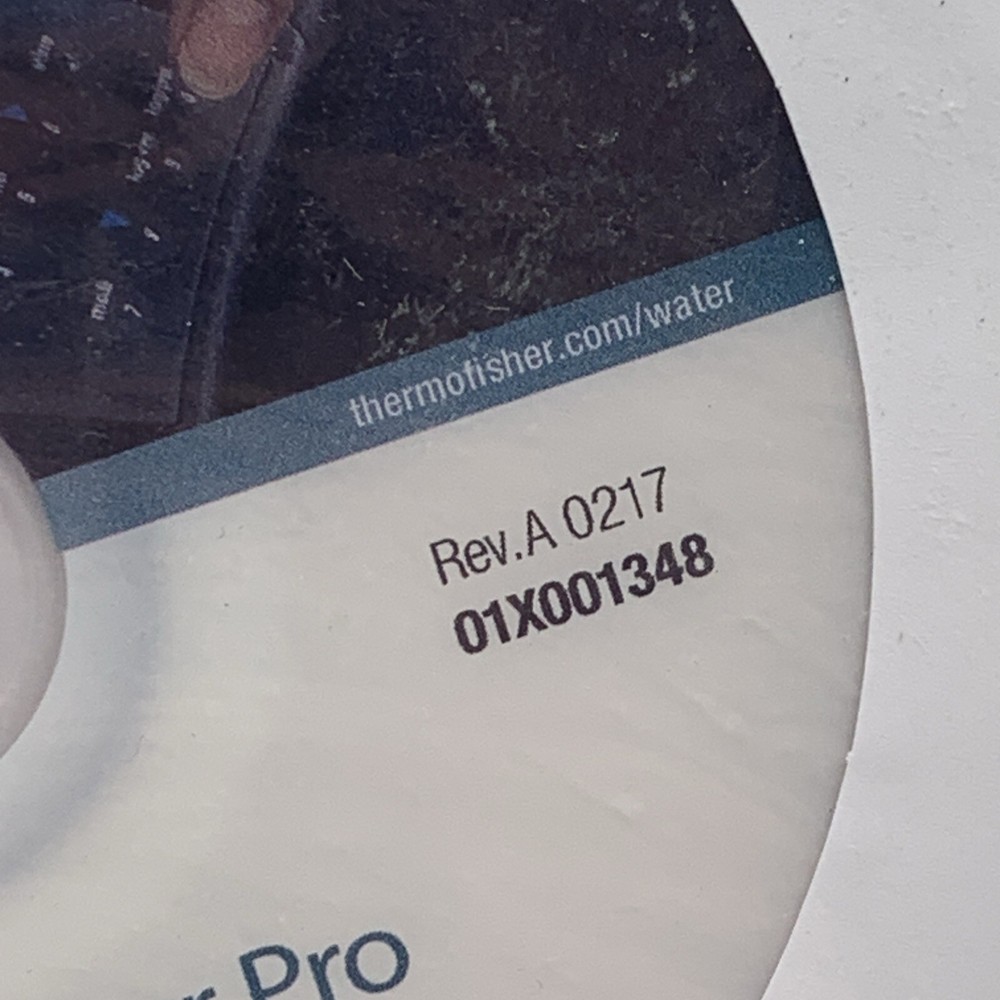 thermofisher.com/water
Rev.A 0217
01X001348
Pro